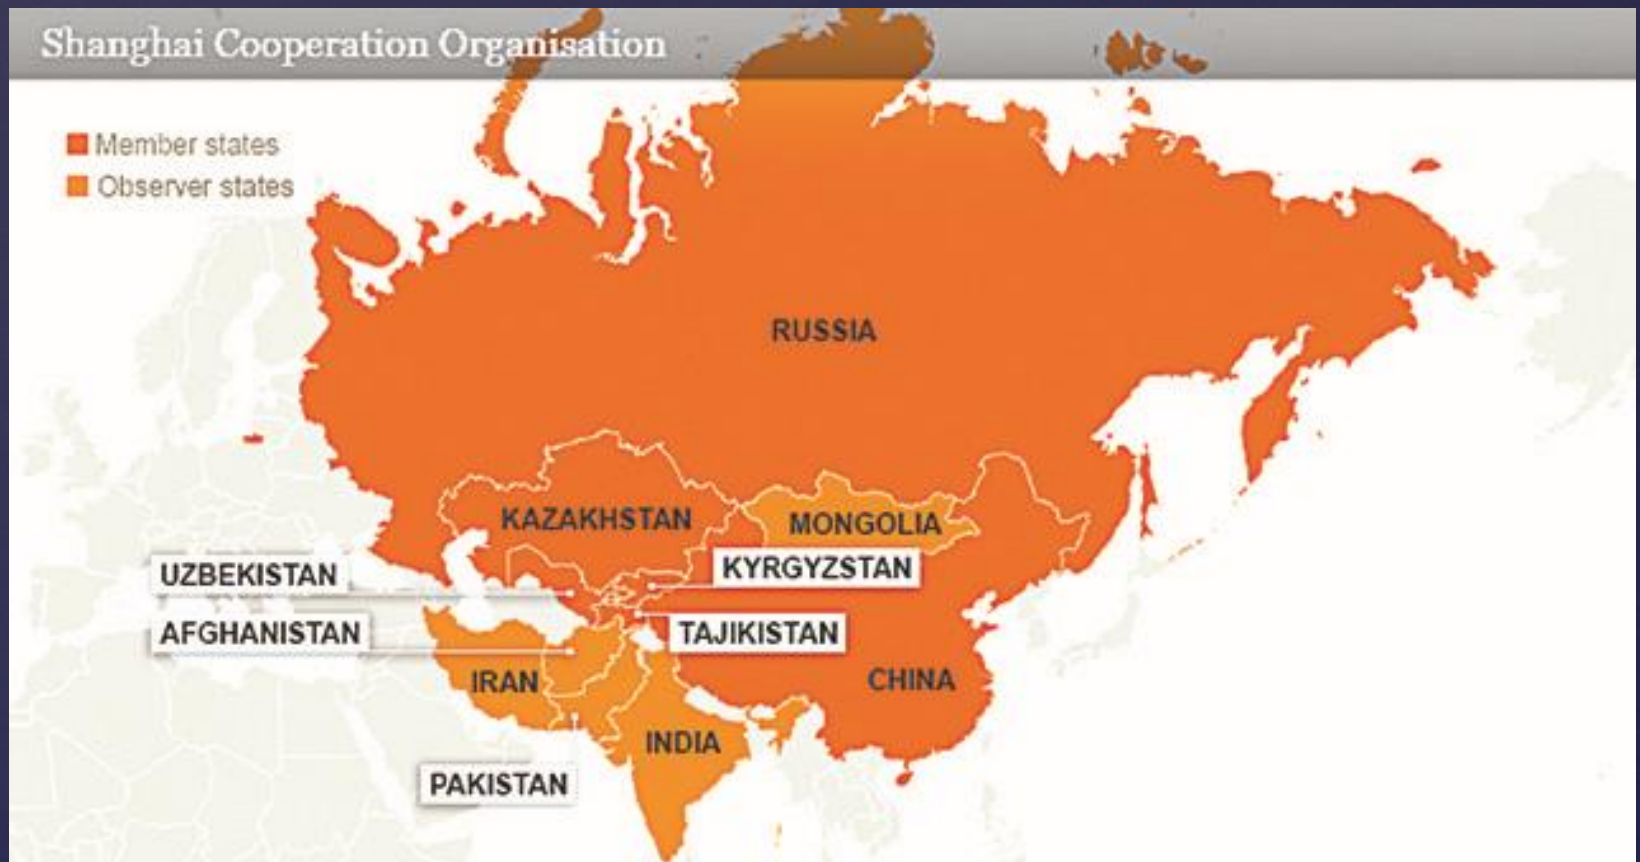 Shanghai Cooperation Organisation
Member states
Observer states
RUSSIA
KAZAKHSTAN
MONGOLIA
KYRGYZSTAN
UZBEKISTAN
AFGHANISTAN
TAJIKISTAN
IRAN
CHINA
INDIA
PAKISTAN